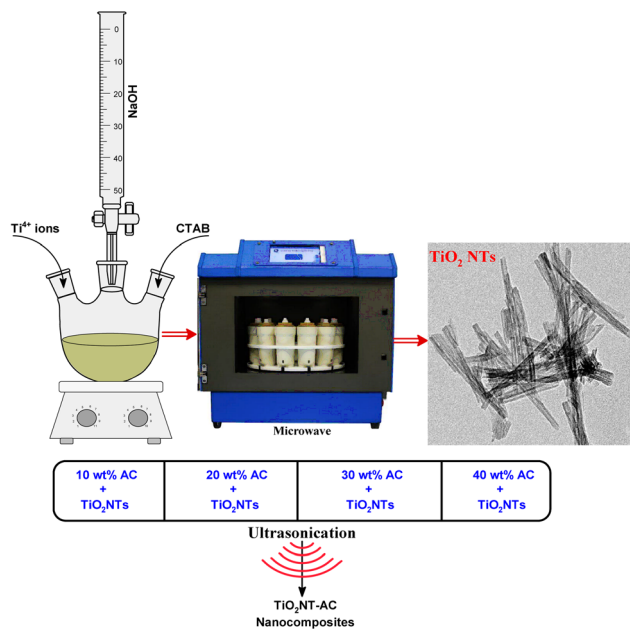 0
10
20
30
40
50
NaOH
Ti⁴⁺ ions
CTAB
TiO₂ NTs
Microwave
10 wt% AC
+
TiO₂NTs
20 wt% AC
+
TiO₂NTs
30 wt% AC
+
TiO₂NTs
40 wt% AC
+
TiO₂NTs
Ultrasonication
TiO₂NT-AC
Nanocomposites